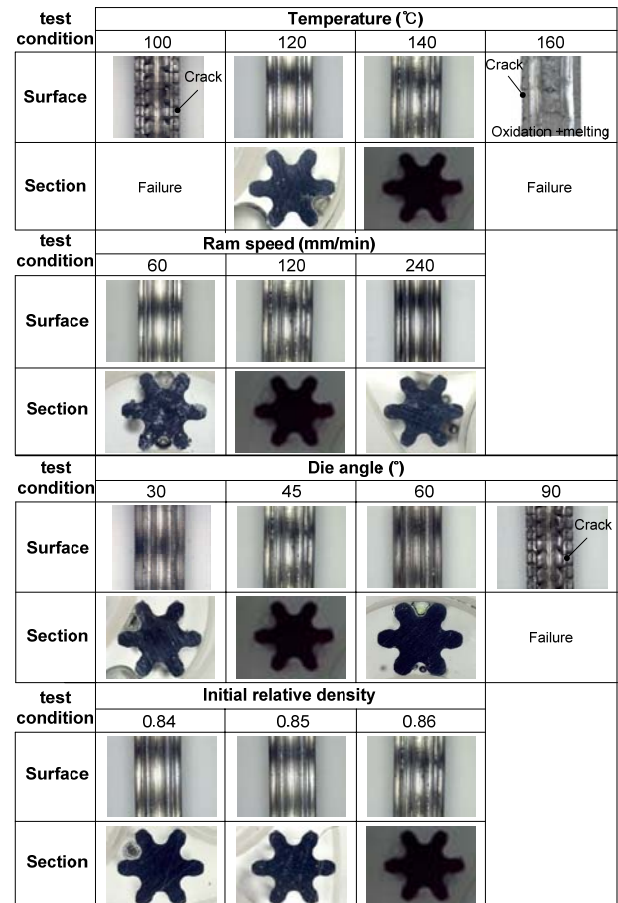 test condition
Temperature (℃)
100 120 140 160
Surface
Crack
Crack
Oxidation +melting
Section
Failure
Failure
test condition
Ram speed (mm/min)
60 120 240
Surface
Section
test condition
Die angle (°)
30 45 60 90
Surface
Crack
Section
Failure
test condition
Initial relative density
0.84 0.85 0.86
Surface
Section